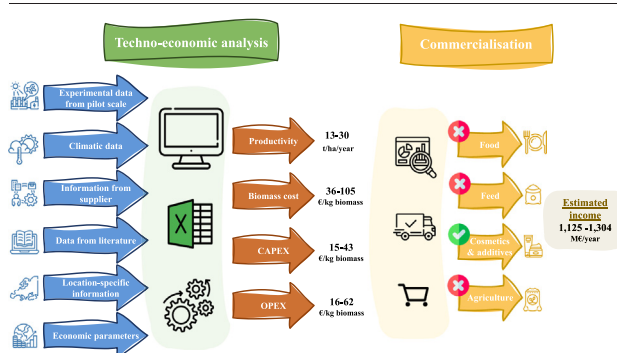 Techno-economic analysis
Commercialisation
Experimental data
from pilot scale
Climatic data
Information from
supplier
Data from literature
Location-specific
information
Economic parameters
X
Productivity
13-30
t/ha/year
Biomass cost
36-105
€/kg biomass
CAPEX
15-43
€/kg biomass
OPEX
16-62
€/kg biomass
Food
Feed
Cosmetics
& additives
Agriculture
Estimated
income
1,125 -1,304
M€/year